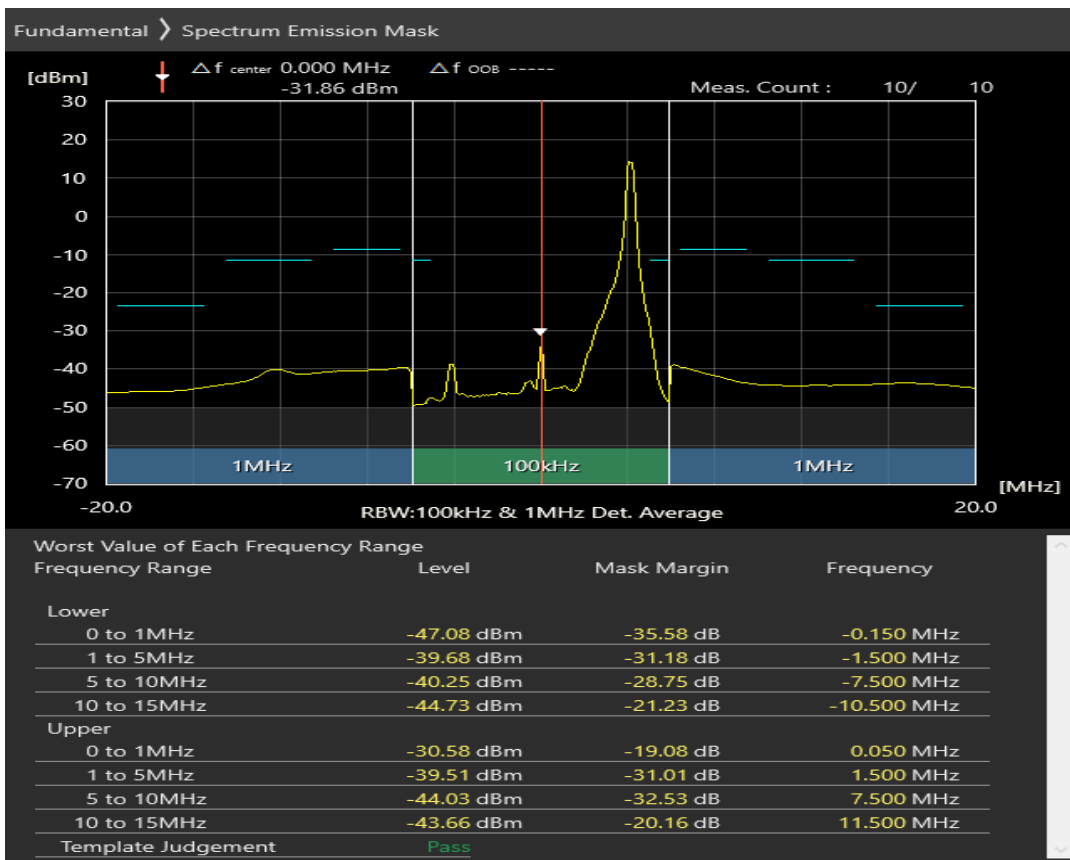 Fundamental ❯ Spectrum Emission Mask
[dBm] △f center 0.000 MHz △f OOB -----
-31.86 dBm Meas. Count : 10/ 10
30
20
10
0
-10
-20
-30
-40
-50
-60
-70
1MHz 100kHz 1MHz
[MHz]
-20.0 RBW:100kHz & 1MHz Det. Average 20.0
Worst Value of Each Frequency Range
Frequency Range Level Mask Margin Frequency
Lower
0 to 1MHz -47.08 dBm -35.58 dB -0.150 MHz
1 to 5MHz -39.68 dBm -31.18 dB -1.500 MHz
5 to 10MHz -40.25 dBm -28.75 dB -7.500 MHz
10 to 15MHz -44.73 dBm -21.23 dB -10.500 MHz
Upper
0 to 1MHz -30.58 dBm -19.08 dB 0.050 MHz
1 to 5MHz -39.51 dBm -31.01 dB 1.500 MHz
5 to 10MHz -44.03 dBm -32.53 dB 7.500 MHz
10 to 15MHz -43.66 dBm -20.16 dB 11.500 MHz
Template Judgement Pass